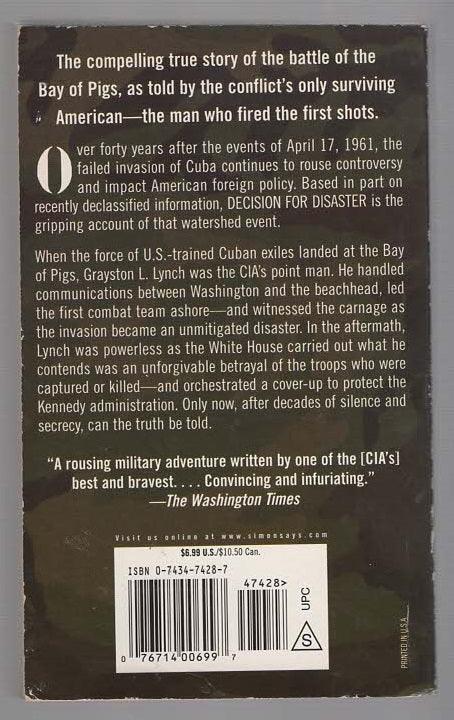 The compelling true story of the battle of the
Bay of Pigs, as told by the conflict's only surviving
American—the man who fired the first shots.
Over forty years after the events of April 17, 1961, the
failed invasion of Cuba continues to rouse controversy
and impact American foreign policy. Based in part on
recently declassified information, DECISION FOR DISASTER is the
gripping account of that watershed event.
When the force of U.S.-trained Cuban exiles landed at the Bay
of Pigs, Grayston L. Lynch was the CIA's point man. He handled
communications between Washington and the beachhead, led
the first combat team ashore—and witnessed the carnage as
the invasion became an unmitigated disaster. In the aftermath,
Lynch was powerless as the White House carried out what he
contends was an unforgivable betrayal of the troops who were
captured or killed—and orchestrated a cover-up to protect the
Kennedy administration. Only now, after decades of silence and
secrecy, can the truth be told.
"A rousing military adventure written by one of the [CIA's]
best and bravest. . . . Convincing and infuriating."
—The Washington Times
Visit us online at www.simonsays.com
$6.99 U.S./$10.50 Can.
ISBN 0-7434-7428-7
47428>
UPC
S
0 76714 00699 7
PRINTED IN U.S.A.